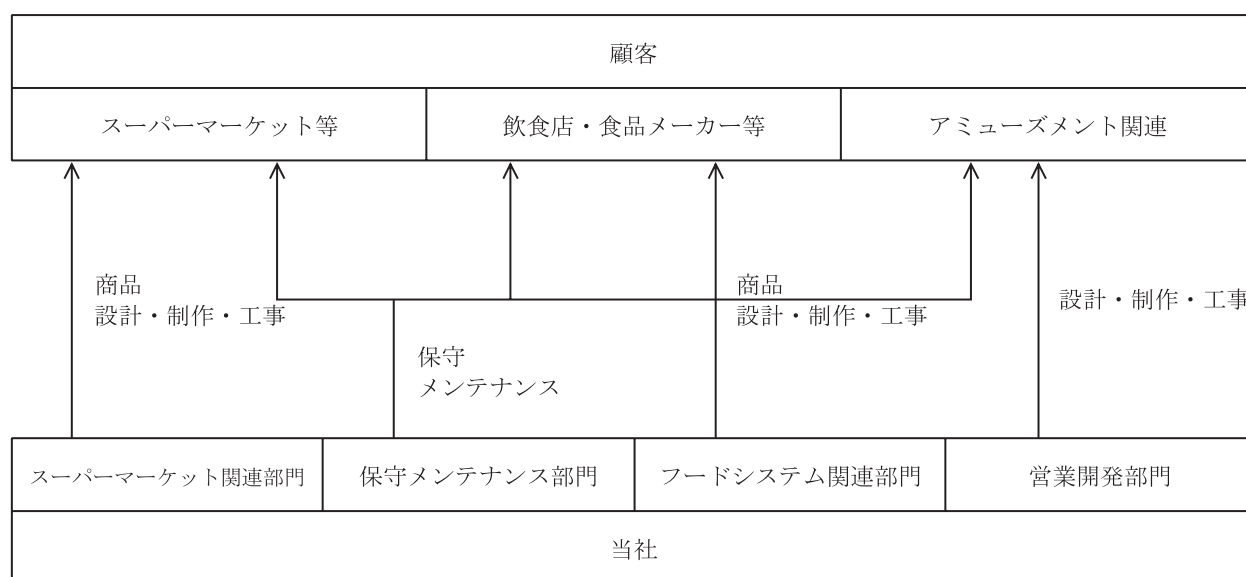 顧客
スーパーマーケット等
飲食店・食品メーカー等
アミューズメント関連
商品
設計・制作・工事
商品
設計・制作・工事
設計・制作・工事
保守
メンテナンス
スーパーマーケット関連部門
保守メンテナンス部門
フードシステム関連部門
営業開発部門
当社